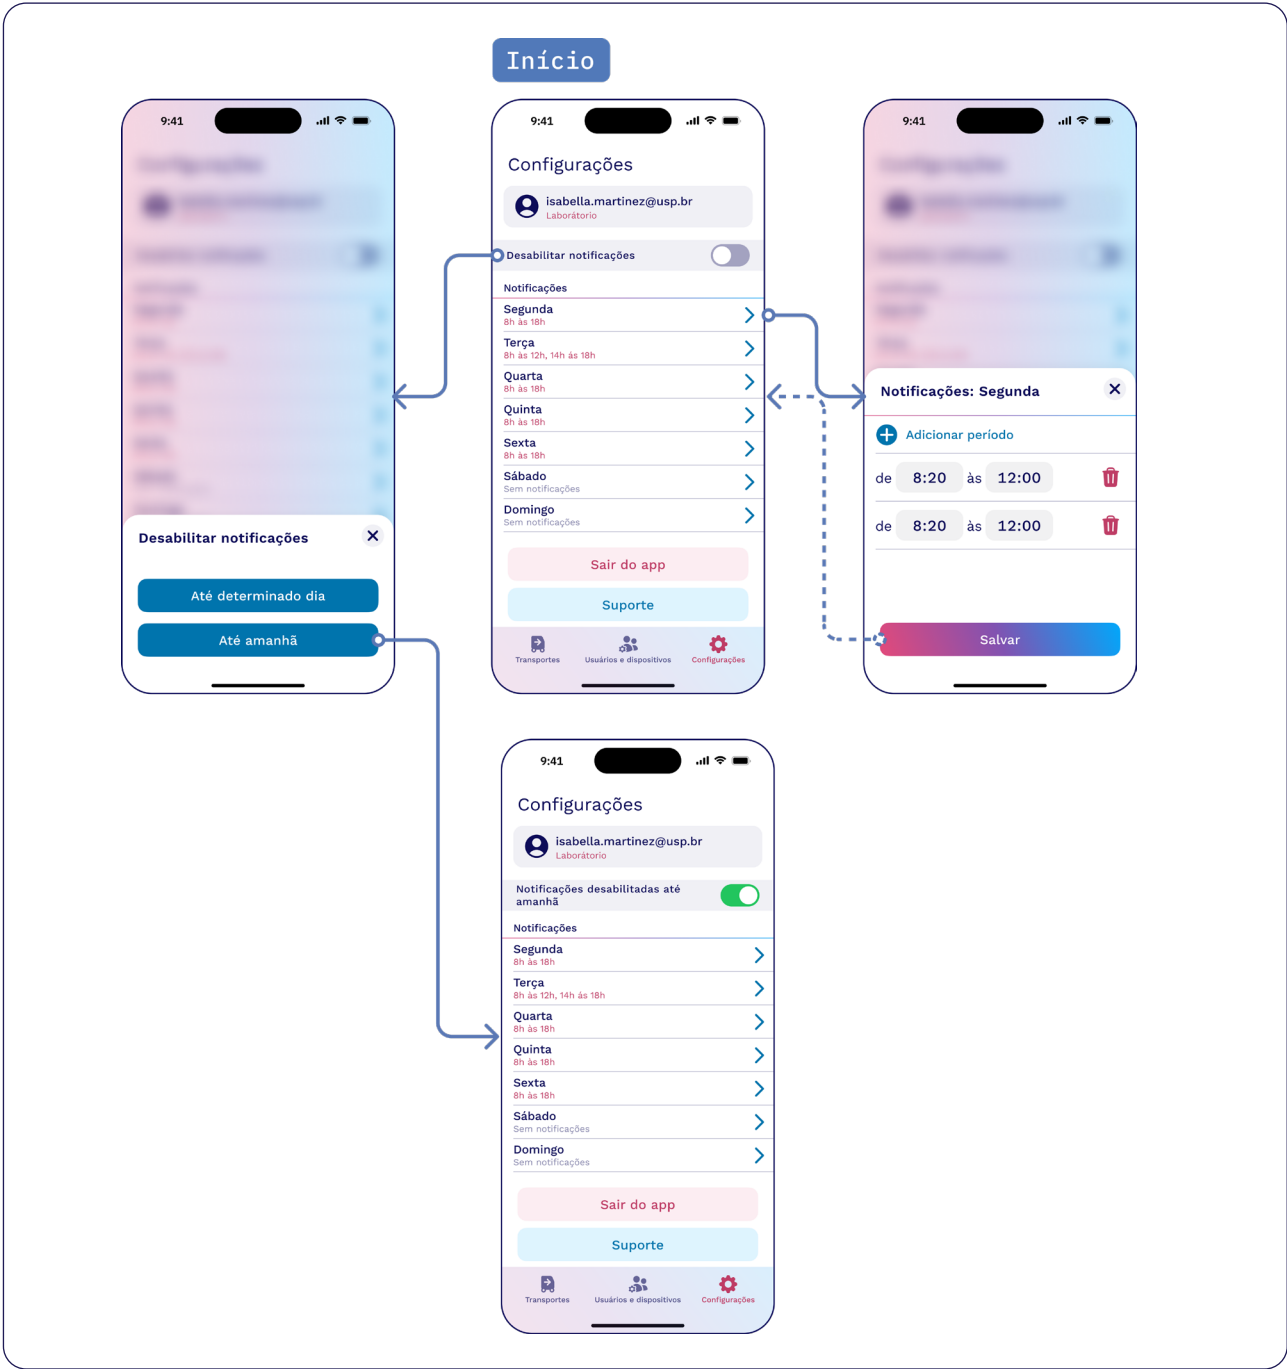 Início
9:41
Desabilitar notificações
Até determinado dia
Até amanhã
9:41
Configurações
isabella.martinez@usp.br
Laborátorio
Desabilitar notificações
Notificações
Segunda
8h às 18h
Terça
8h às 12h, 14h ás 18h
Quarta
8h às 18h
Quinta
8h às 18h
Sexta
8h às 18h
Sábado
Sem notificações
Domingo
Sem notificações
Sair do app
Suporte
Transportes Usuários e dispositivos Configurações
9:41
Notificações: Segunda
Adicionar período
de 8:20 às 12:00
de 8:20 às 12:00
Salvar
9:41
Configurações
isabella.martinez@usp.br
Laborátorio
Notificações desabilitadas até
amanhã
Notificações
Segunda
8h às 18h
Terça
8h às 12h, 14h ás 18h
Quarta
8h às 18h
Quinta
8h às 18h
Sexta
8h às 18h
Sábado
Sem notificações
Domingo
Sem notificações
Sair do app
Suporte
Transportes Usuários e dispositivos Configurações